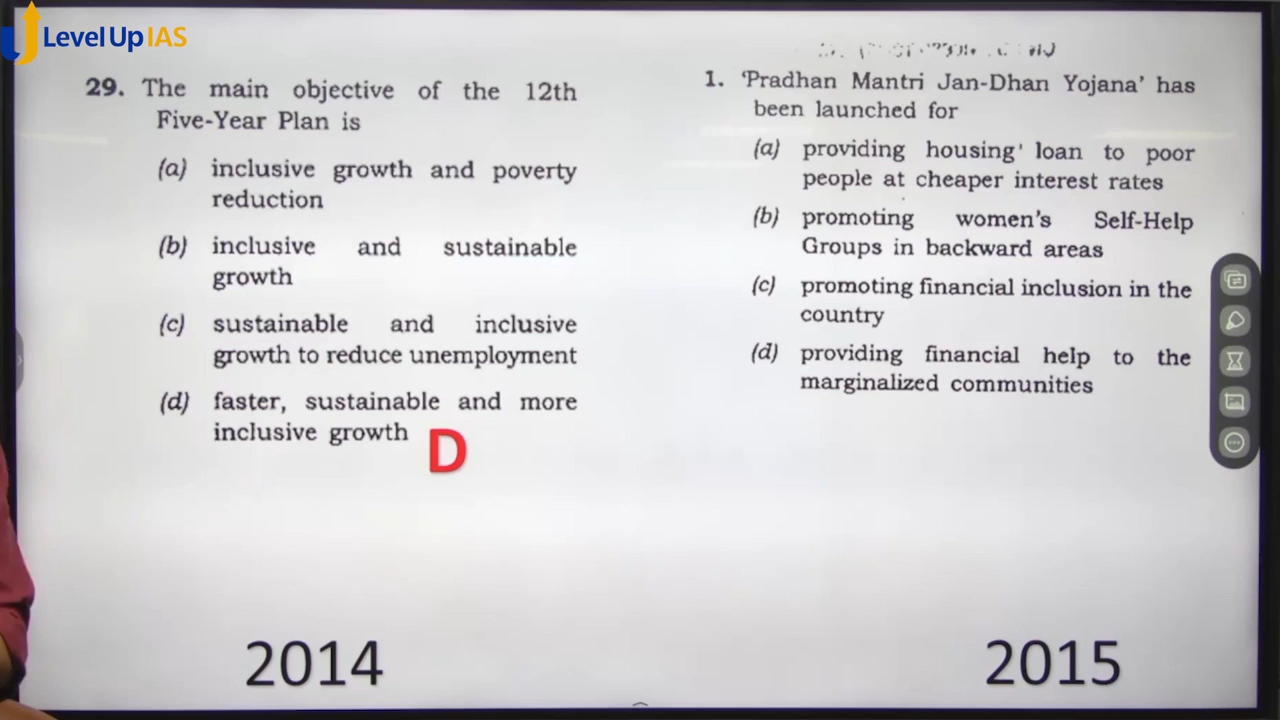 LevelUp IAS
29. The main objective of the 12th
Five-Year Plan is
(a) inclusive growth and poverty
reduction
(b) inclusive and sustainable
growth
(c) sustainable and inclusive
growth to reduce unemployment
(d) faster, sustainable and more
inclusive growth
D
2014
1. ‘Pradhan Mantri Jan-Dhan Yojana’ has
been launched for
(a) providing housing loan to poor
people at cheaper interest rates
(b) promoting women's Self-Help
Groups in backward areas
(c) promoting financial inclusion in the
country
(d) providing financial help to the
marginalized communities
2015